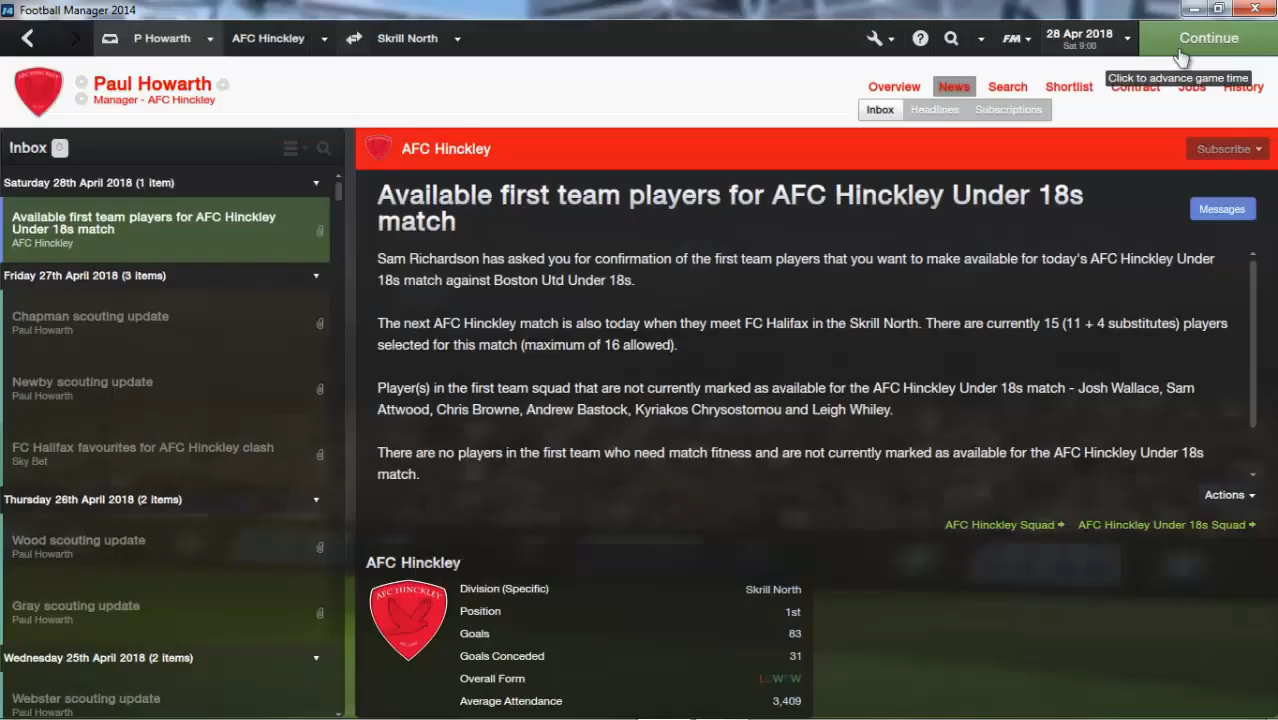 Football Manager 2014
P Howarth AFC Hinckley Skrill North FM 28 Apr 2018 Sat 9:00 Continue
Click to advance game time
Paul Howarth
Manager - AFC Hinckley
Overview News Search Shortlist Contract Jobs History
Inbox Headlines Subscriptions
Inbox 0
AFC Hinckley
Subscribe
Saturday 28th April 2018 (1 item)
Available first team players for AFC Hinckley
Under 18s match
AFC Hinckley
Friday 27th April 2018 (3 items)
Chapman scouting update
Paul Howarth
Newby scouting update
Paul Howarth
FC Halifax favourites for AFC Hinckley clash
Sky Bet
Thursday 26th April 2018 (2 items)
Wood scouting update
Paul Howarth
Gray scouting update
Paul Howarth
Wednesday 25th April 2018 (2 items)
Webster scouting update
Paul Howarth
Available first team players for AFC Hinckley Under 18s
match
Messages
Sam Richardson has asked you for confirmation of the first team players that you want to make available for today's AFC Hinckley Under
18s match against Boston Utd Under 18s.
The next AFC Hinckley match is also today when they meet FC Halifax in the Skrill North. There are currently 15 (11 + 4 substitutes) players
selected for this match (maximum of 16 allowed).
Player(s) in the first team squad that are not currently marked as available for the AFC Hinckley Under 18s match - Josh Wallace, Sam
Attwood, Chris Browne, Andrew Bastock, Kyriakos Chrysostomou and Leigh Whiley.
There are no players in the first team who need match fitness and are not currently marked as available for the AFC Hinckley Under 18s
match.
Actions
AFC Hinckley Squad AFC Hinckley Under 18s Squad
AFC Hinckley
AFC HINCKLEY
Division (Specific) Skrill North
Position 1st
Goals 83
Goals Conceded 31
Overall Form
Average Attendance 3,409